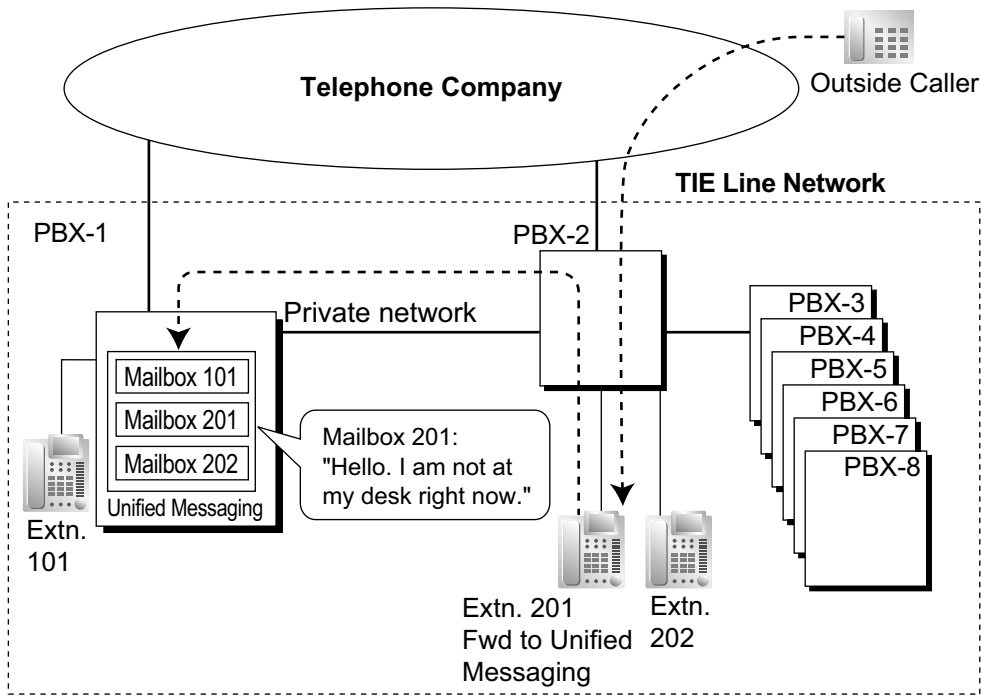 Telephone Company
Outside Caller
TIE Line Network
PBX-1
PBX-2
Private network
PBX-3
PBX-4
PBX-5
PBX-6
PBX-7
PBX-8
Mailbox 101
Mailbox 201
Mailbox 202
Unified Messaging
Mailbox 201:
"Hello. I am not at
my desk right now."
Extn.
101
Extn. 201
Fwd to Unified
Messaging
Extn.
202